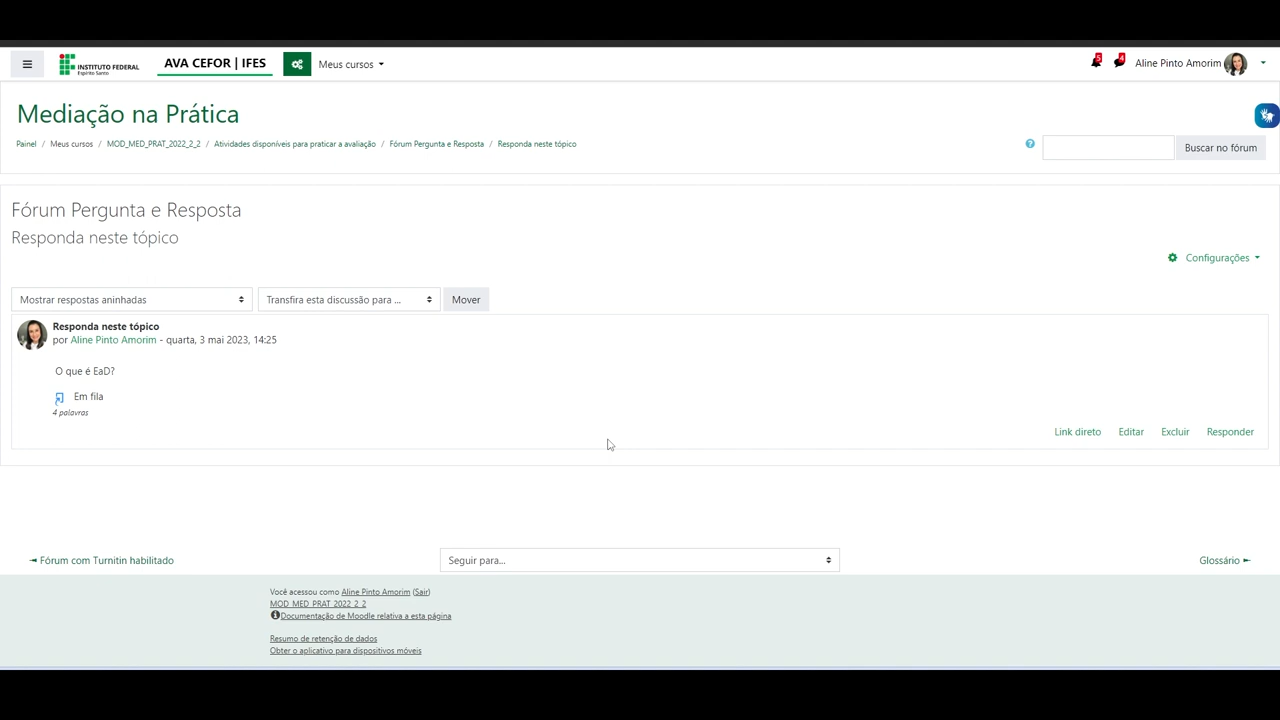 INSTITUTO FEDERAL
Espírito Santo
AVA CEFOR | IFES
Meus cursos
5
4
Aline Pinto Amorim
Mediação na Prática
Painel / Meus cursos / MOD_MED_PRAT_2022_2_2 / Atividades disponíveis para praticar a avaliação / Fórum Pergunta e Resposta / Responda neste tópico
Buscar no fórum
Fórum Pergunta e Resposta
Responda neste tópico
Configurações
Mostrar respostas aninhadas
Transfira esta discussão para ...
Mover
Responda neste tópico
por Aline Pinto Amorim - quarta, 3 mai 2023, 14:25
O que é EaD?
Em fila
4 palavras
Link direto Editar Excluir Responder
◄ Fórum com Turnitin habilitado
Seguir para...
Glossário ►
Você acessou como Aline Pinto Amorim (Sair)
MOD_MED_PRAT_2022_2_2
Documentação de Moodle relativa a esta página
Resumo de retenção de dados
Obter o aplicativo para dispositivos móveis